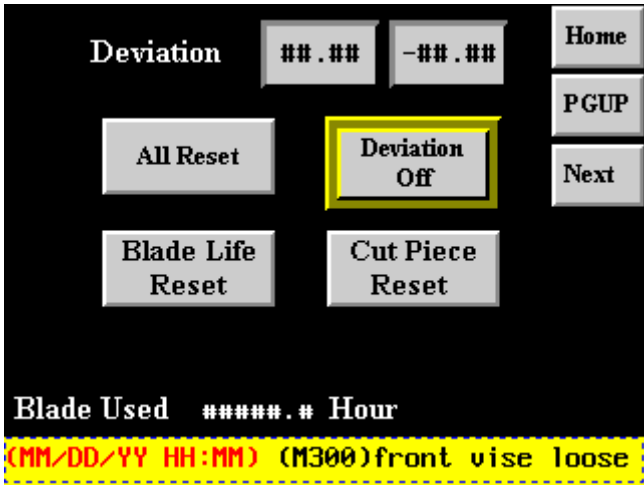 Deviation ##.## -##.## Home
PGUP
All Reset Deviation Off Next
Blade Life Reset Cut Piece Reset
Blade Used #####.# Hour
(MM/DD/YY HH:MM) (M300)front vise loose